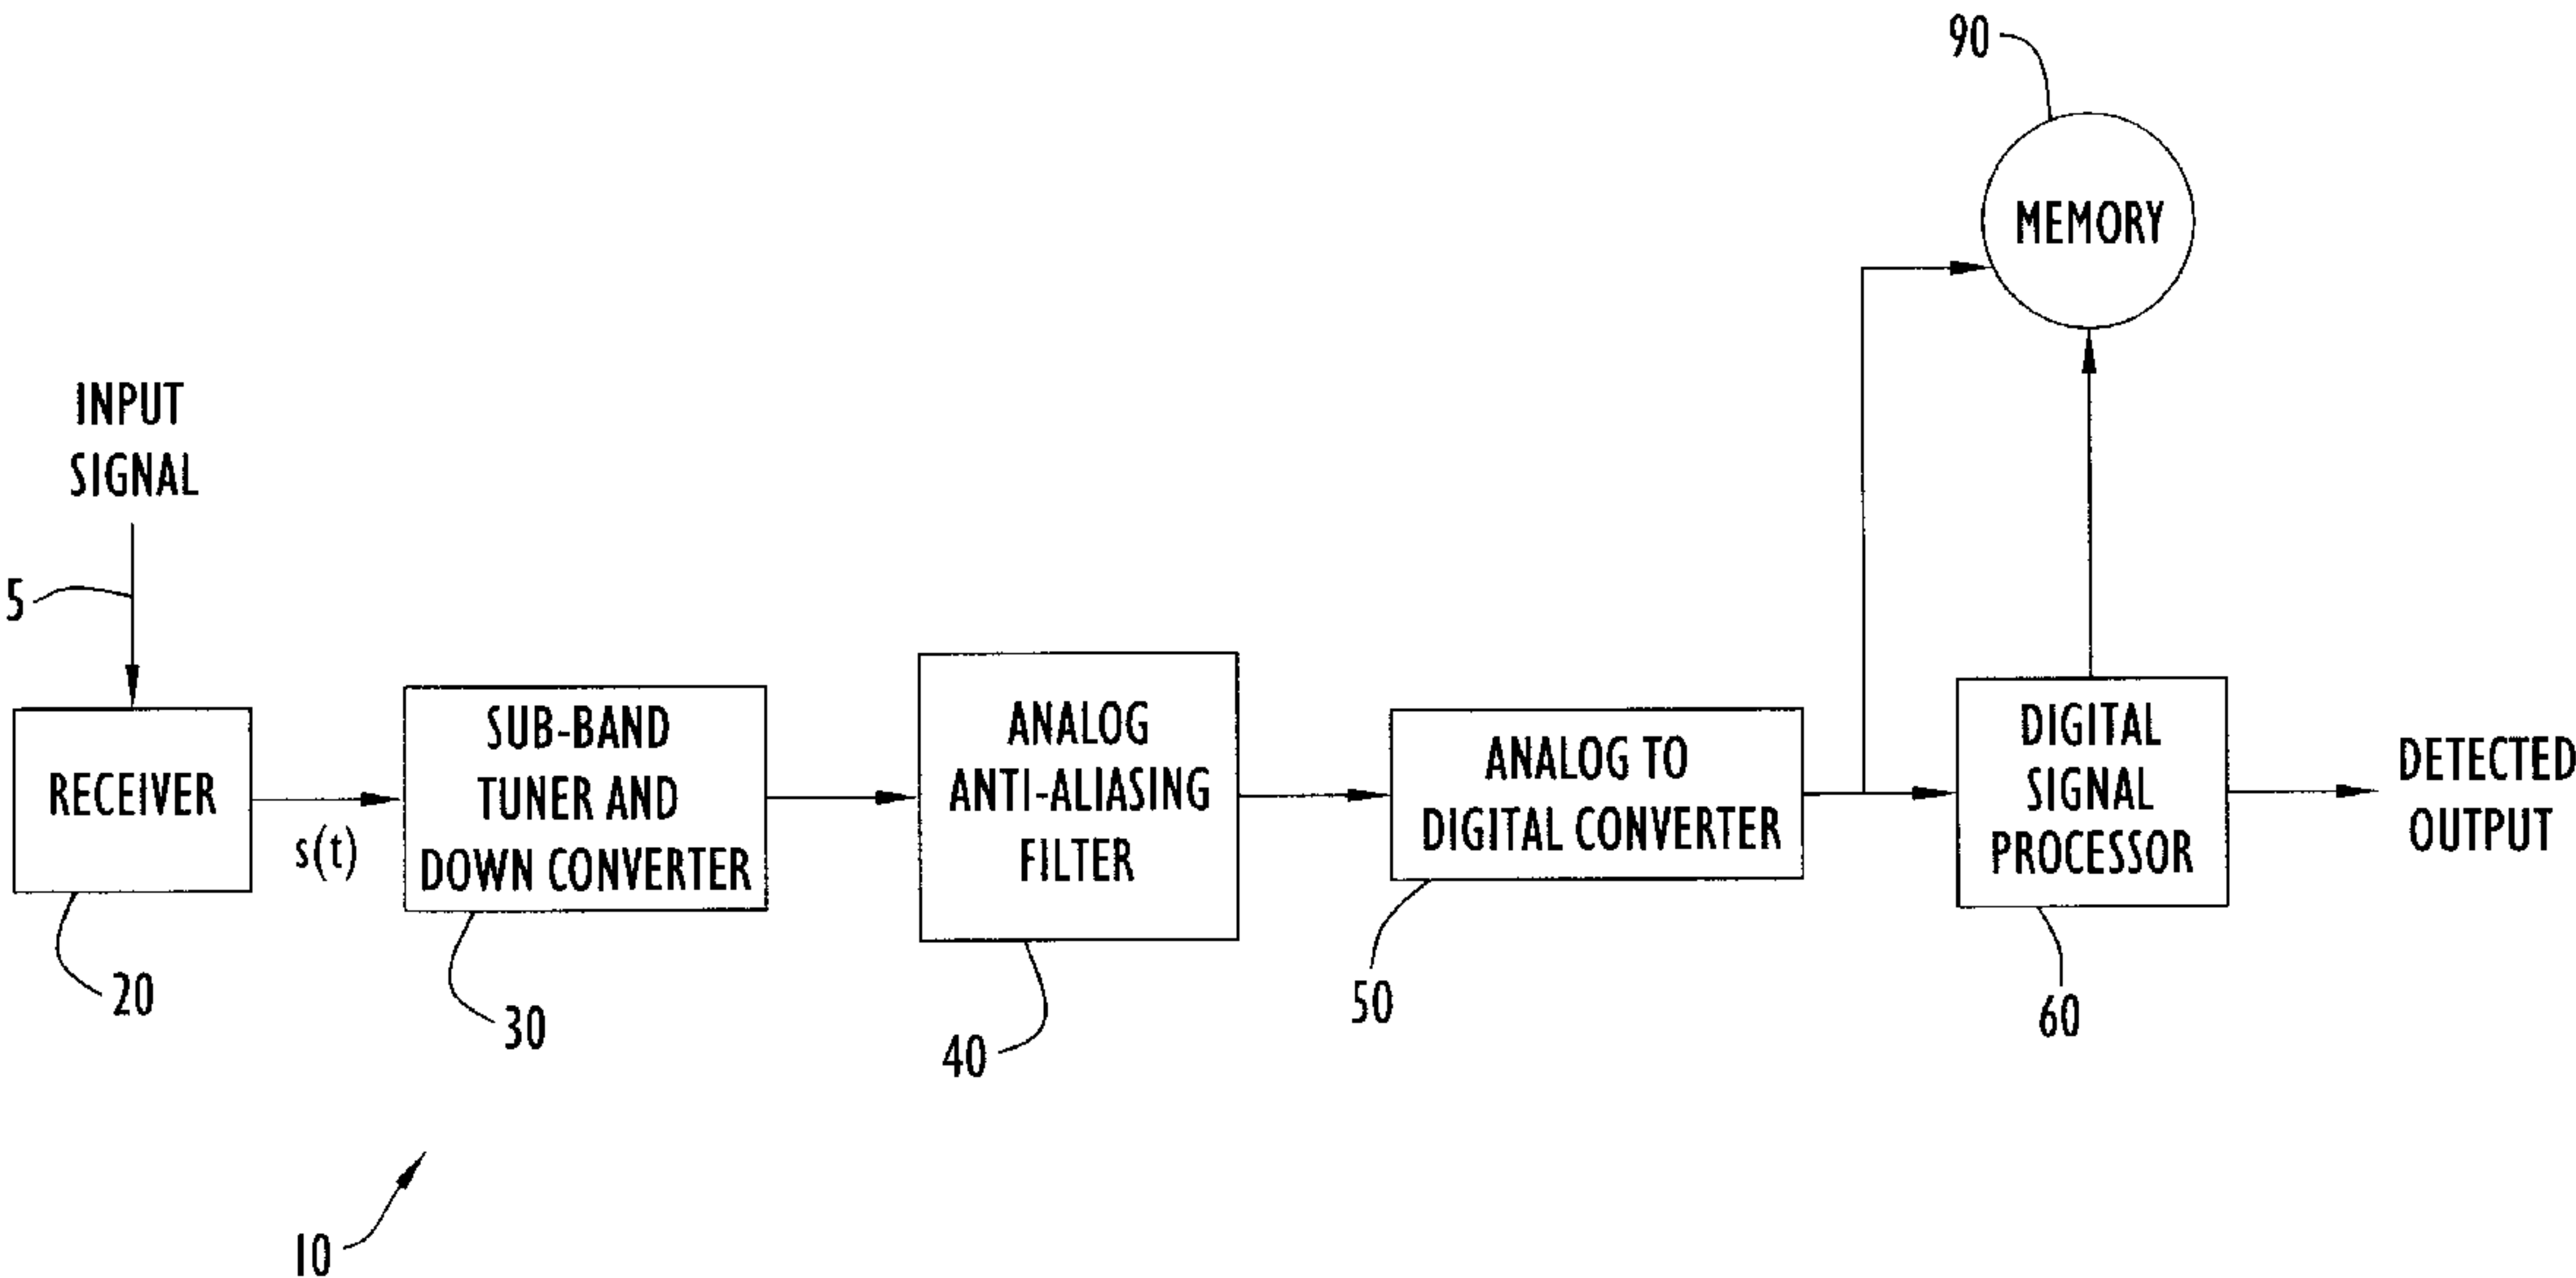 90
MEMORY
INPUT
SIGNAL
5
RECEIVER
s(t)
20
SUB-BAND
TUNER AND
DOWN CONVERTER
30
ANALOG
ANTI-ALIASING
FILTER
40
ANALOG TO
DIGITAL CONVERTER
50
DIGITAL
SIGNAL
PROCESSOR
60
DETECTED
OUTPUT
10